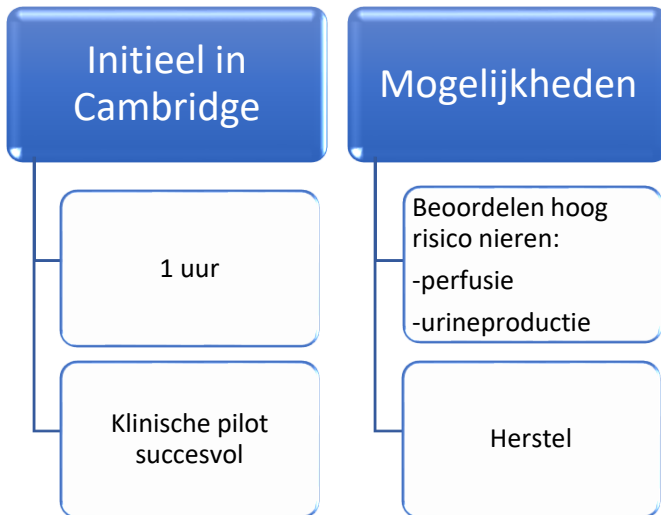 Initieel in
Cambridge
1 uur
Klinische pilot
succesvol
Mogelijkheden
Beoordelen hoog
risico nieren:
-perfusie
-urineproductie
Herstel